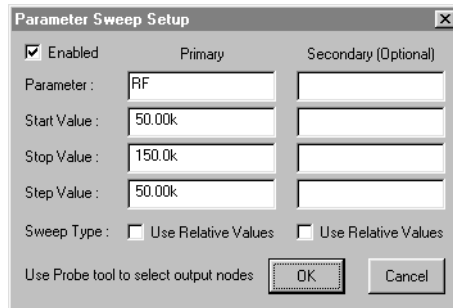 Parameter Sweep Setup
Enabled Primary Secondary (Optional)
Parameter : RF
Start Value : 50.00k
Stop Value : 150.0k
Step Value : 50.00k
Sweep Type : Use Relative Values Use Relative Values
Use Probe tool to select output nodes OK Cancel